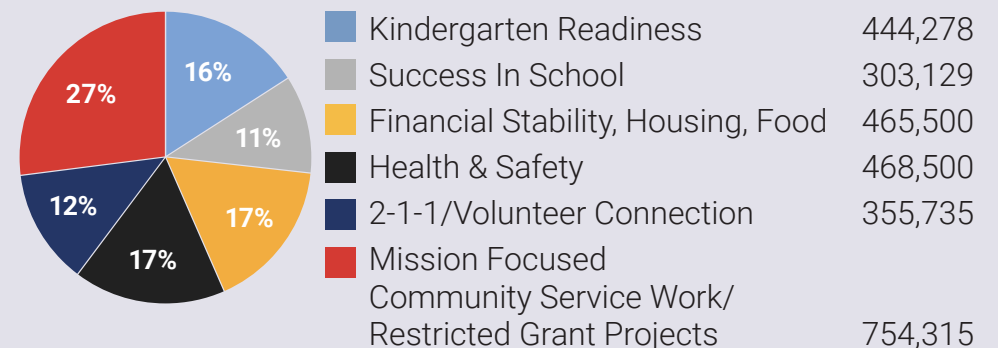 16%
11%
17%
17%
12%
27%
Kindergarten Readiness 444,278
Success In School 303,129
Financial Stability, Housing, Food 465,500
Health & Safety 468,500
2-1-1/Volunteer Connection 355,735
Mission Focused
Community Service Work/
Restricted Grant Projects 754,315